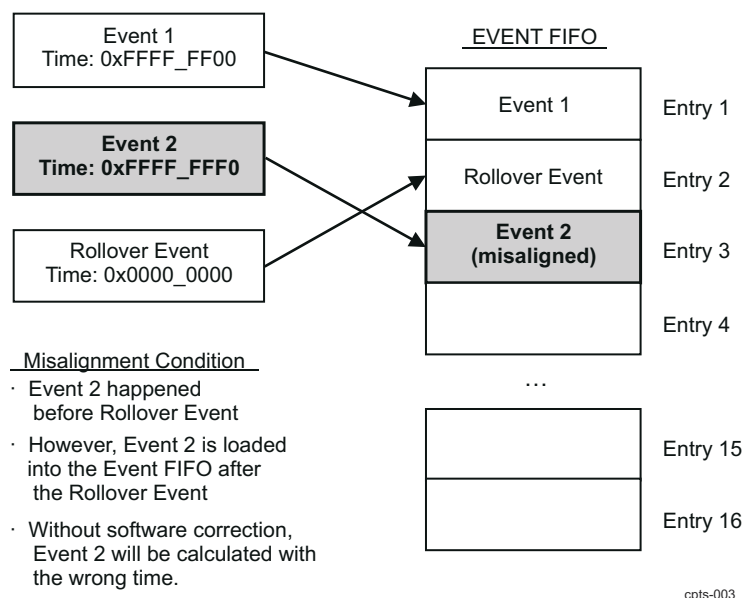 Event 1
Time: 0xFFFF_FF00
Event 2
Time: 0xFFFF_FFF0
Rollover Event
Time: 0x0000_0000
EVENT FIFO
Event 1
Entry 1
Rollover Event
Entry 2
Event 2
(misaligned)
Entry 3
Entry 4
...
Entry 15
Entry 16
Misalignment Condition
· Event 2 happened
before Rollover Event
· However, Event 2 is loaded
into the Event FIFO after
the Rollover Event
· Without software correction,
Event 2 will be calculated with
the wrong time.
cpts-003